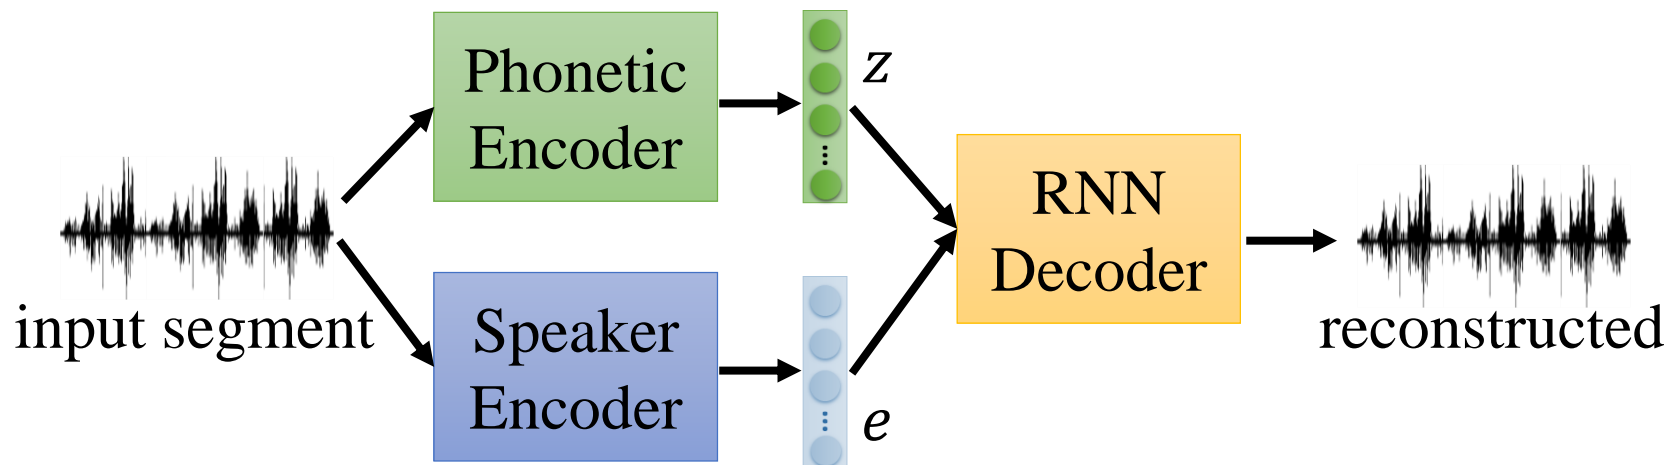 Phonetic
Encoder
z
input segment
Speaker
Encoder
e
RNN
Decoder
reconstructed